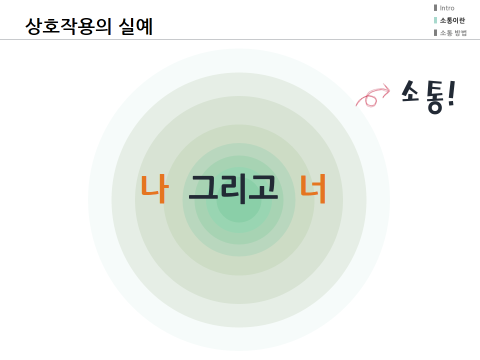 상호작용의 실예
Intro
소통이란
소통 방법
소통!
나 그리고 너